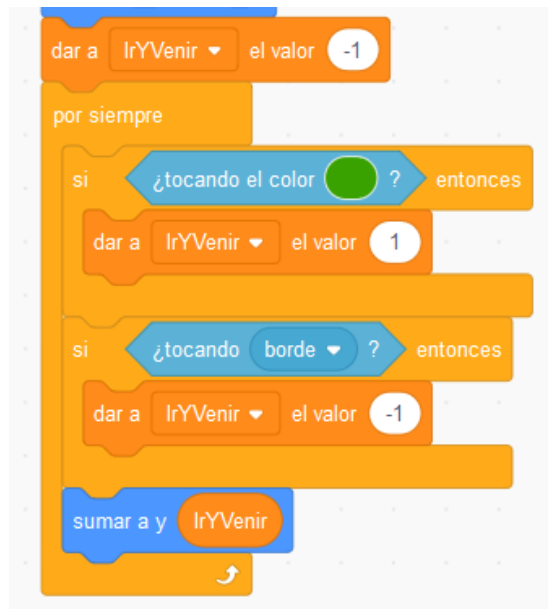 dar a IrYVenir el valor -1
por siempre
si ¿tocando el color ? entonces
dar a IrYVenir el valor 1
si ¿tocando borde ? entonces
dar a IrYVenir el valor -1
sumar a y IrYVenir